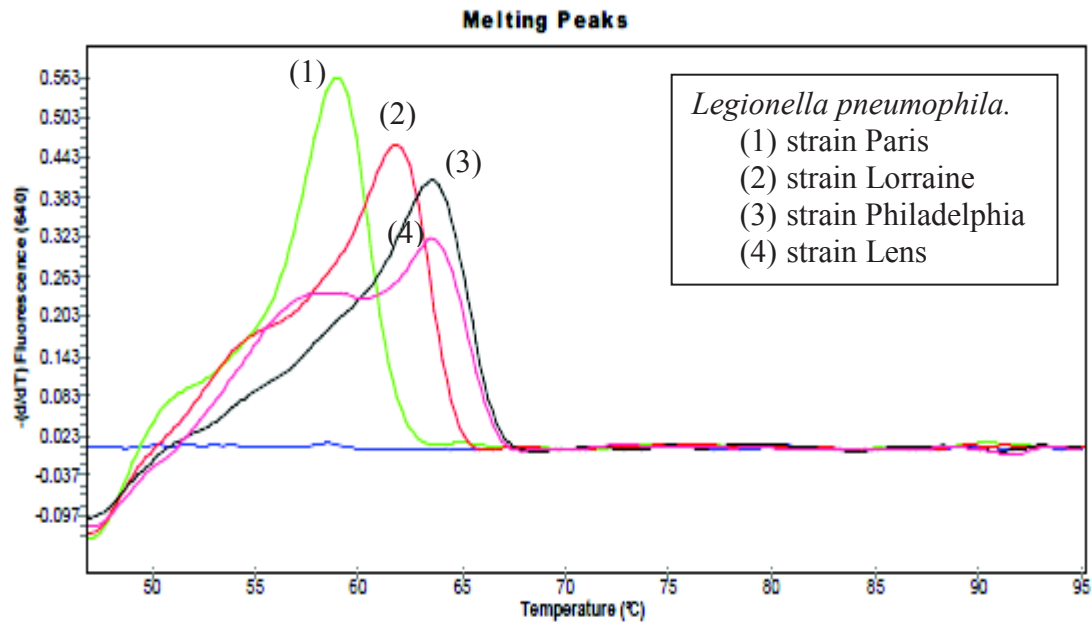 Melting Peaks
-(d/dT) Fluorescence (640)
0.563
0.503
0.443
0.383
0.323
0.263
0.203
0.143
0.083
0.023
-0.037
-0.097
(1)
(2)
(3)
(4)
Legionella pneumophila.
(1) strain Paris
(2) strain Lorraine
(3) strain Philadelphia
(4) strain Lens
50 55 60 65 70 75 80 85 90 95
Temperature (ºC)